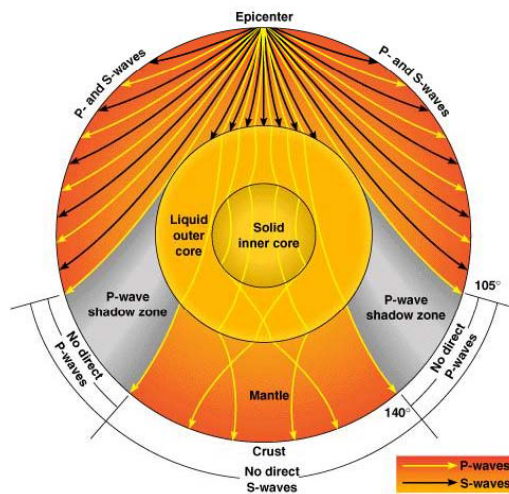 Epicenter
P- and S-waves
P- and S-waves
Liquid
outer
core
Solid
inner core
105°
P-wave
shadow zone
P-wave
shadow zone
No direct
P-waves
No direct
P-waves
Mantle
140°
Crust
No direct
S-waves
P-waves
S-waves